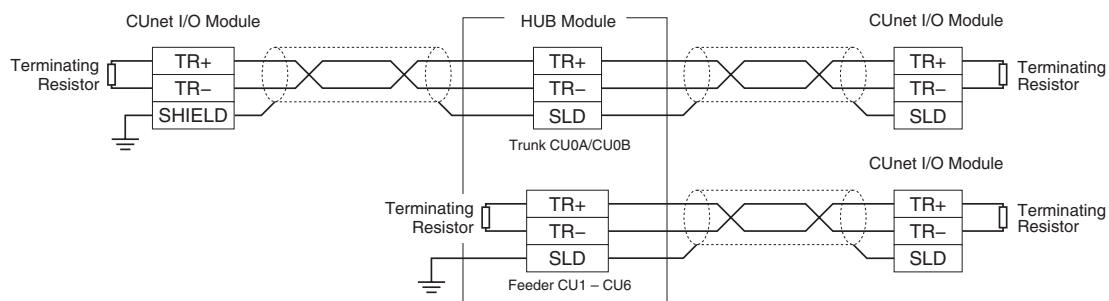 CUnet I/O Module
HUB Module
CUnet I/O Module
Terminating
Resistor
TR+
TR−
SHIELD
TR+
TR−
SLD
TR+
TR−
SLD
Terminating
Resistor
Trunk CU0A/CU0B
CUnet I/O Module
Terminating
Resistor
TR+
TR−
SLD
TR+
TR−
SLD
Terminating
Resistor
Feeder CU1 – CU6